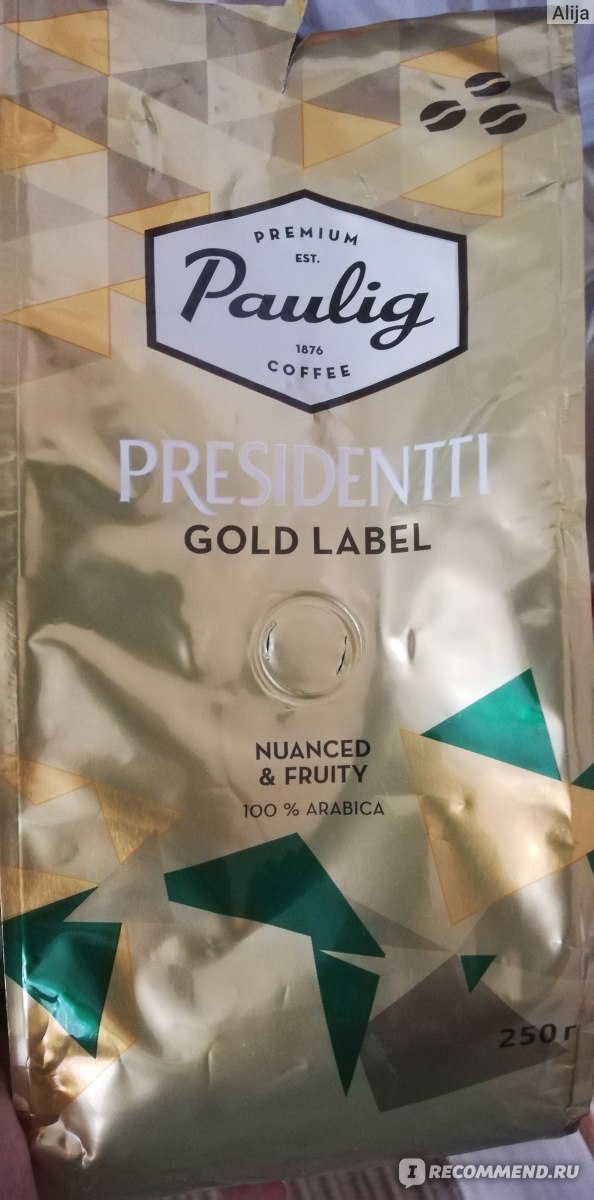 Alija
PREMIUM
EST.
Paulig
1876
COFFEE
PRESIDENTTI
GOLD LABEL
NUANCED
& FRUITY
100 % ARABICA
250 г
I RECOMMEND.RU